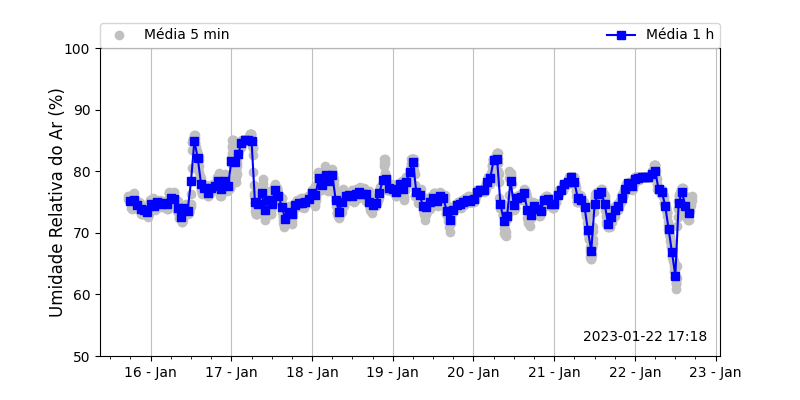 Média 5 min
Média 1 h
Umidade Relativa do Ar (%)
100
90
80
70
60
50
2023-01-22 17:18
16 - Jan
17 - Jan
18 - Jan
19 - Jan
20 - Jan
21 - Jan
22 - Jan
23 - Jan